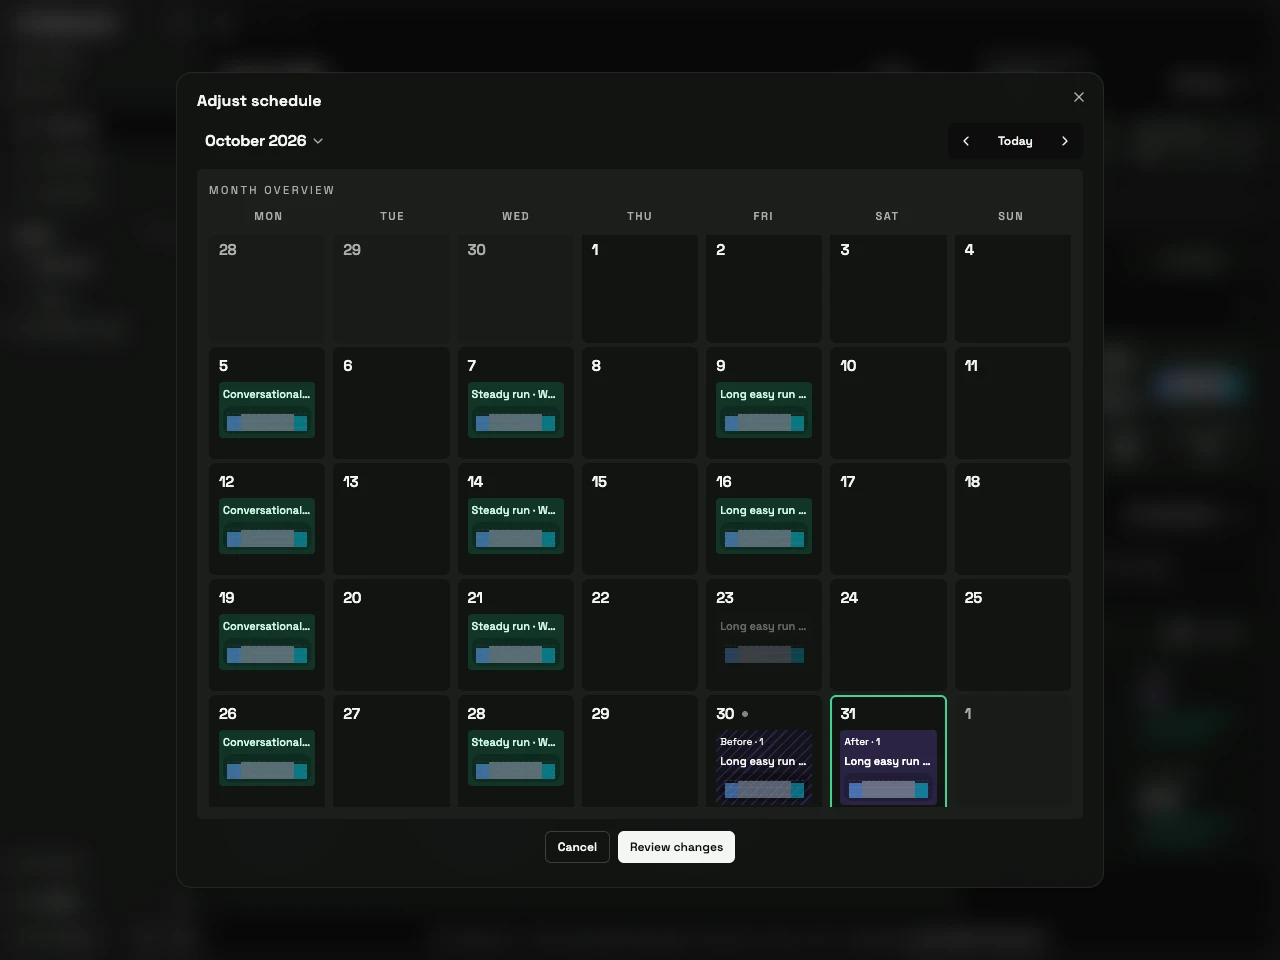 Adjust schedule
October 2026
Today
MONTH OVERVIEW
MON TUE WED THU FRI SAT SUN
28 29 30 1 2 3 4
5 6 7 8 9 10 11
Conversational... Steady run · W... Long easy run ...
12 13 14 15 16 17 18
Conversational... Steady run · W... Long easy run ...
19 20 21 22 23 24 25
Conversational... Steady run · W... Long easy run ...
26 27 28 29 30 31 1
Conversational... Steady run · W... Before · 1 After · 1
Long easy run ... Long easy run ...
Cancel Review changes